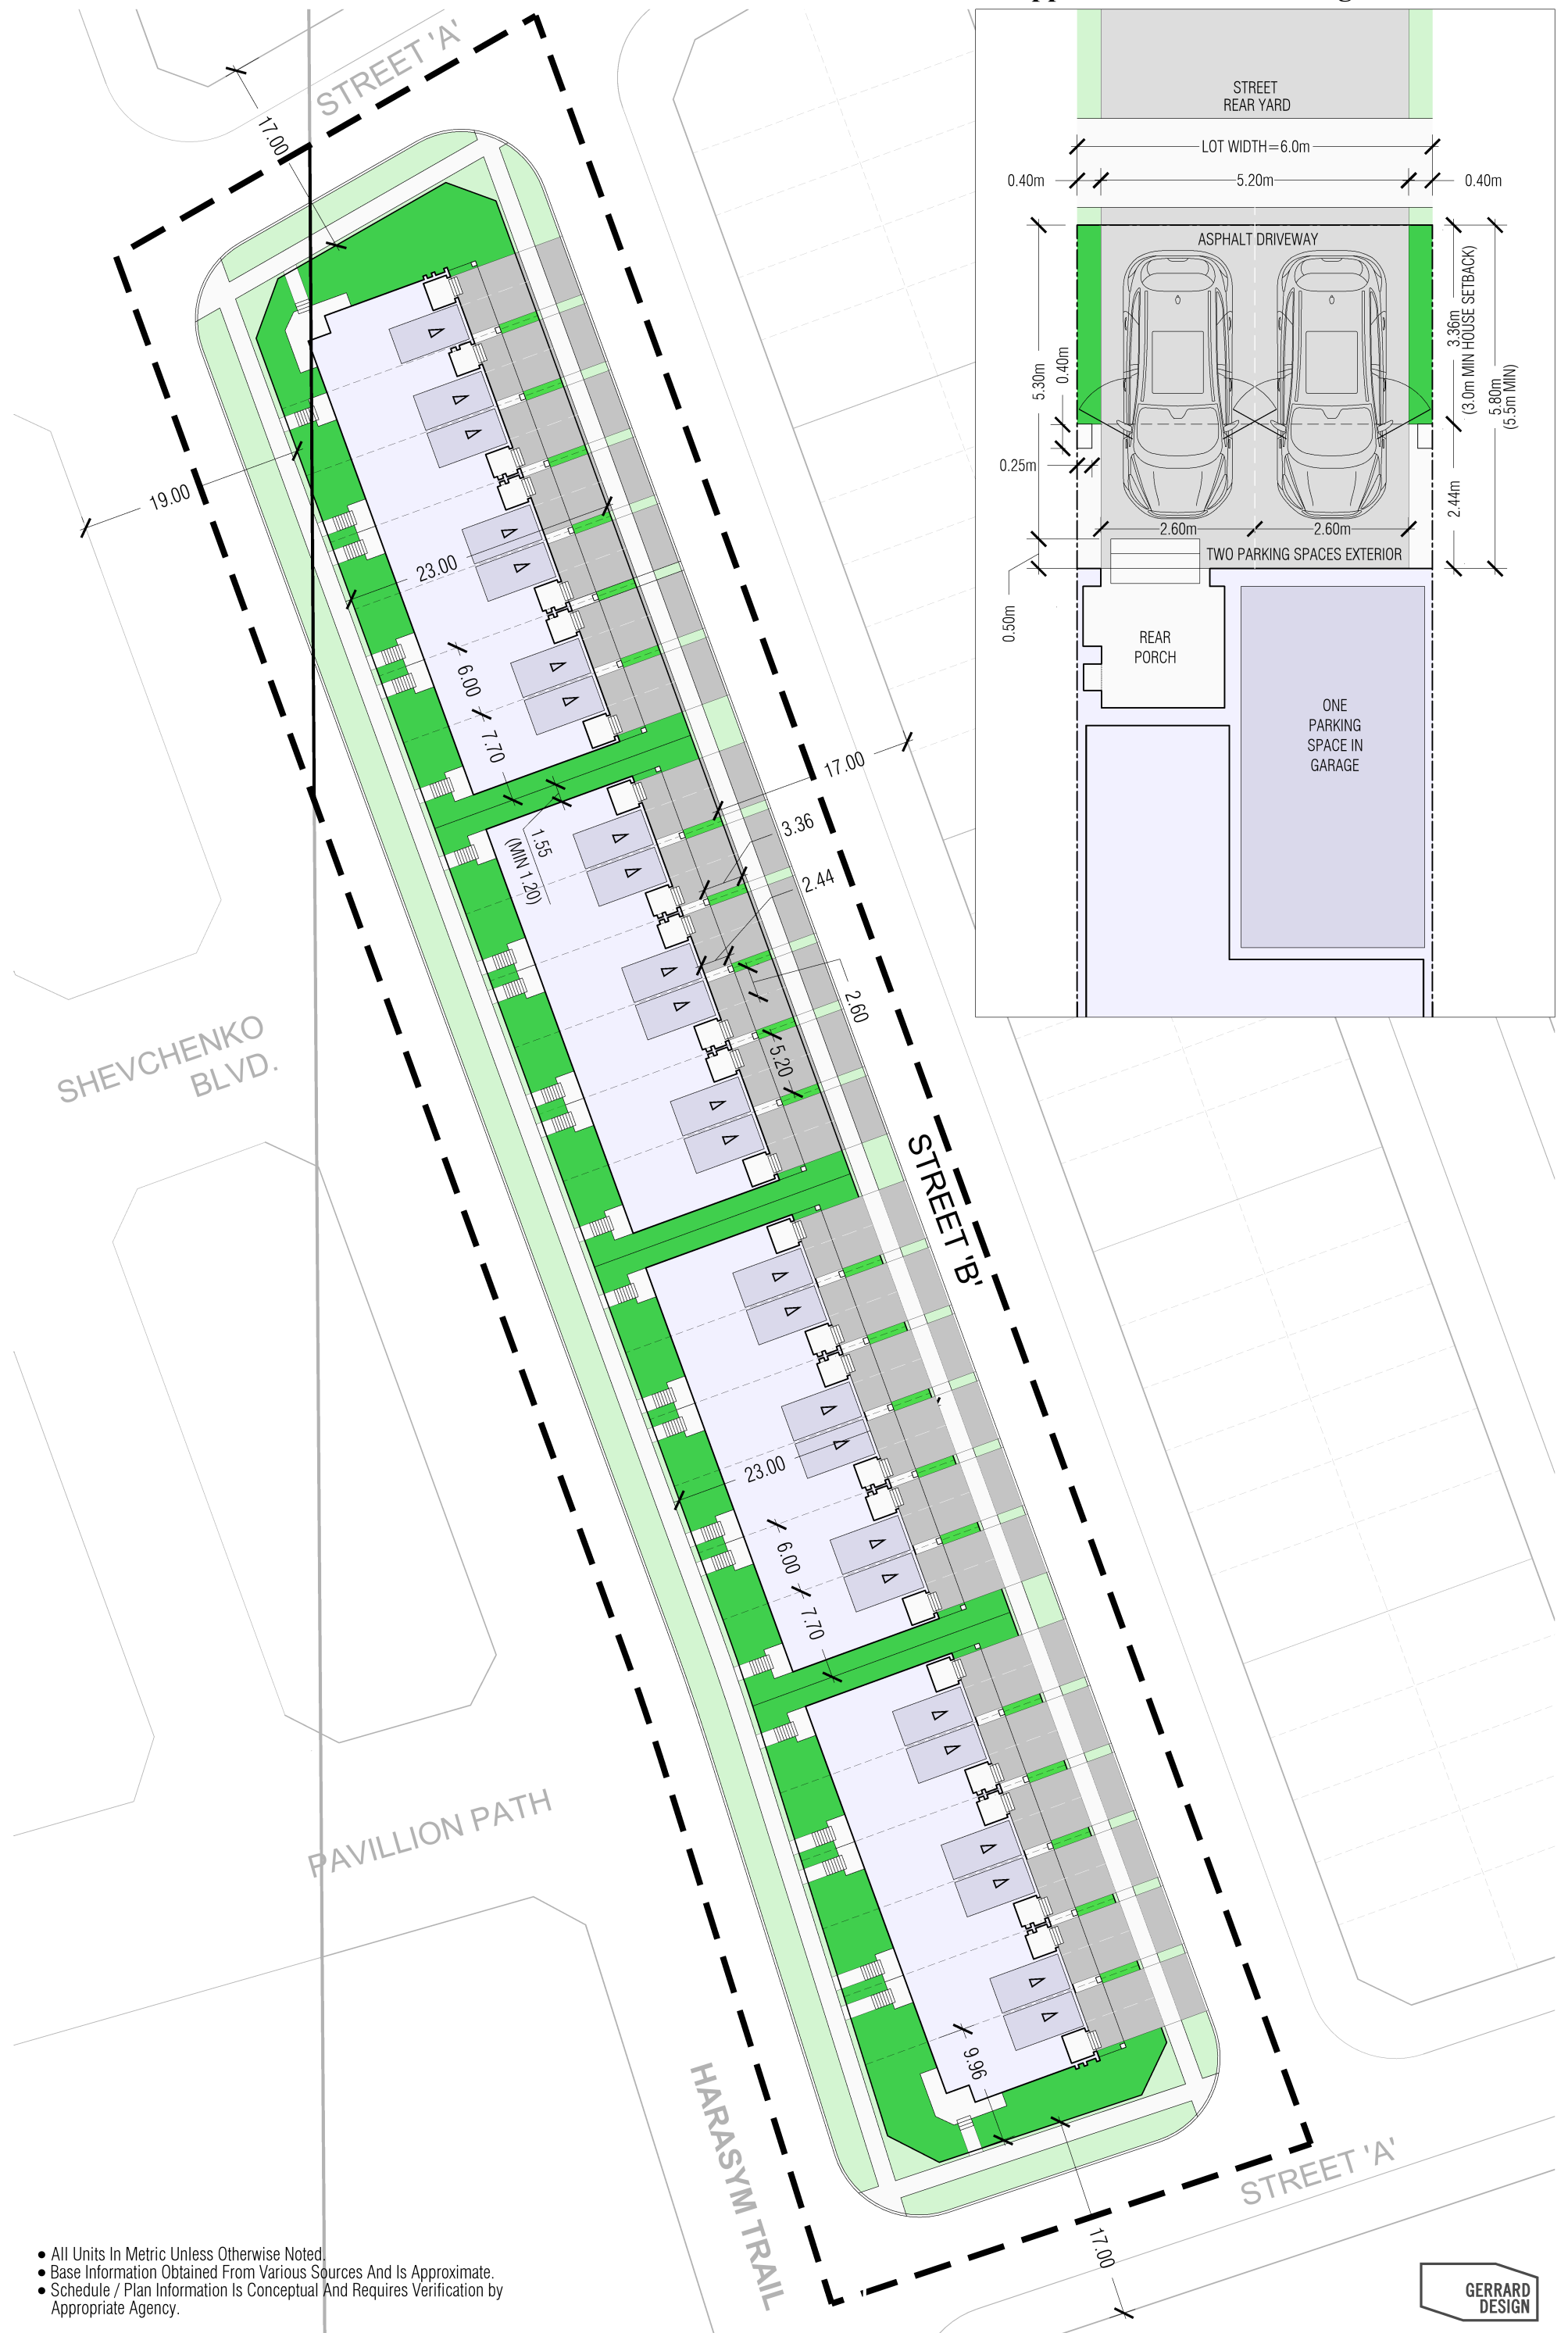 STREET 'A'
17.00
19.00
23.00
6.00
7.70
1.55
(MIN 1.20)
17.00
3.36
2.44
2.60
5.20
SHEVCHENKO
BLVD.
STREET 'B'
23.00
6.00
7.70
PAVILLION PATH
9.96
HARASYM TRAIL
STREET 'A'
17.00
STREET
REAR YARD
LOT WIDTH=6.0m
0.40m
5.20m
0.40m
ASPHALT DRIVEWAY
5.30m
0.40m
3.36m
(3.0m MIN HOUSE SETBACK)
5.80m
(5.5m MIN)
0.25m
2.44m
2.60m
2.60m
TWO PARKING SPACES EXTERIOR
0.50m
REAR
PORCH
ONE
PARKING
SPACE IN
GARAGE
● All Units In Metric Unless Otherwise Noted.
● Base Information Obtained From Various Sources And Is Approximate.
● Schedule / Plan Information Is Conceptual And Requires Verification by
Appropriate Agency.
GERRARD
DESIGN